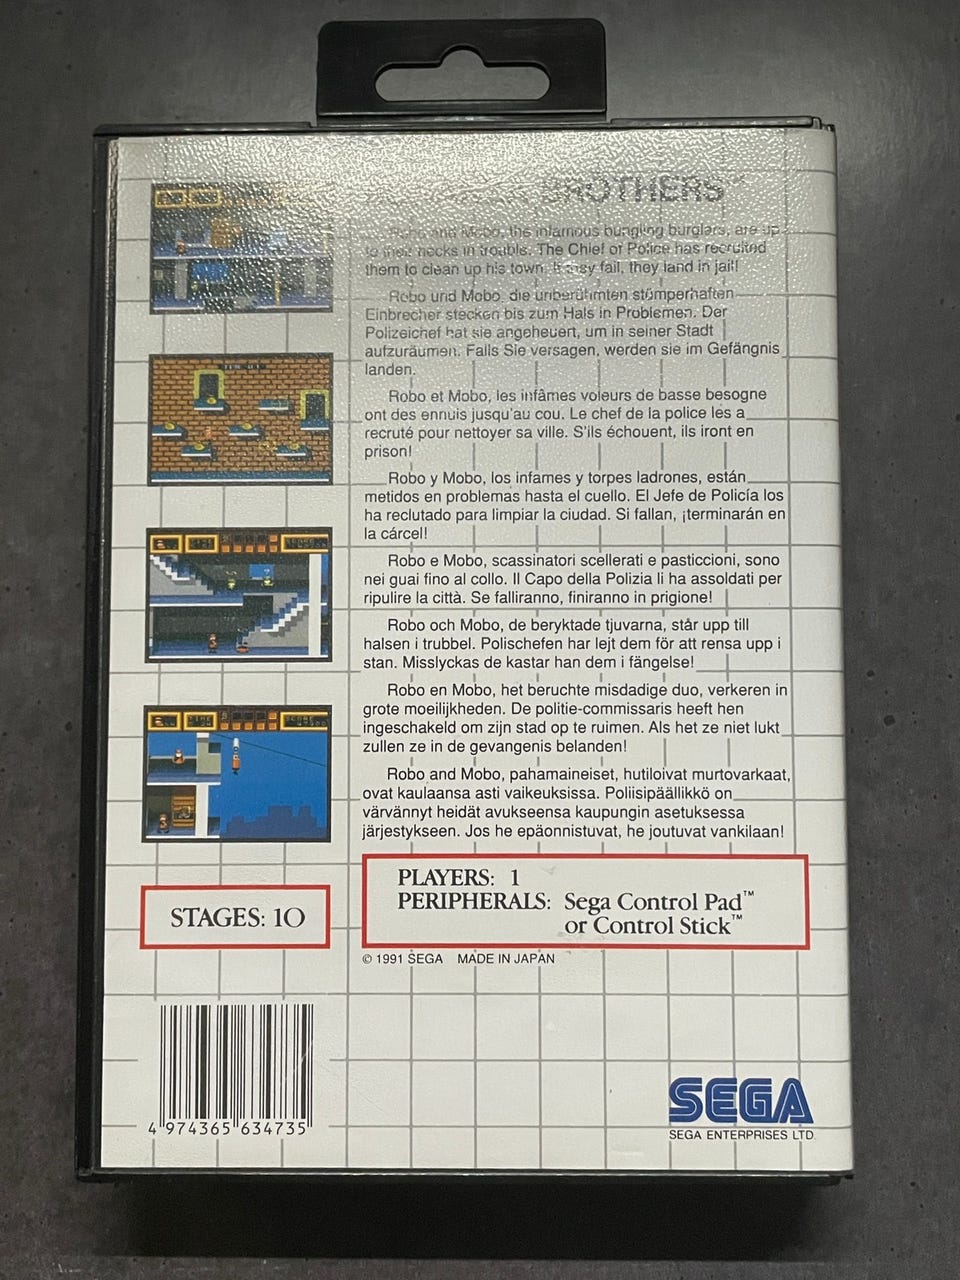 BROTHERS™
Robo and Mobo, the infamous bungling burglars, are up
to their necks in trouble. The Chief of Police has recruited
them to clean up his town. If they fail, they land in jail!
Robo und Mobo, die unberühmten stümperhaften
Einbrecher stecken bis zum Hals in Problemen. Der
Polizeichef hat sie angeheuert, um in seiner Stadt
aufzuräumen. Falls Sie versagen, werden sie im Gefängnis
landen.
Robo et Mobo, les infâmes voleurs de basse besogne
ont des ennuis jusqu'au cou. Le chef de la police les a
recruté pour nettoyer sa ville. S'ils échouent, ils iront en
prison!
Robo y Mobo, los infames y torpes ladrones, están
metidos en problemas hasta el cuello. El Jefe de Policía los
ha reclutado para limpiar la ciudad. Si fallan, ¡terminarán en
la cárcel!
Robo e Mobo, scassinatori scellerati e pasticcioni, sono
nei guai fino al collo. Il Capo della Polizia li ha assoldati per
ripulire la città. Se falliranno, finiranno in prigione!
Robo och Mobo, de beryktade tjuvarna, står upp till
halsen i trubbel. Polischefen har lejt dem för att rensa upp i
stan. Misslyckas de kastar han dem i fängelse!
Robo en Mobo, het beruchte misdadige duo, verkeren in
grote moeilijkheden. De politie-commissaris heeft hen
ingeschakeld om zijn stad op te ruimen. Als het ze niet lukt
zullen ze in de gevangenis belanden!
Robo and Mobo, pahamaineiset, hutiloivat murtovarkaat,
ovat kaulaansa asti vaikeuksissa. Poliisipäällikkö on
värvännyt heidät avukseensa kaupungin asetuksessa
järjestykseen. Jos he epäonnistuvat, he joutuvat vankilaan!
STAGES: 10
PLAYERS: 1
PERIPHERALS: Sega Control Pad™
or Control Stick™
© 1991 SEGA MADE IN JAPAN
4 974365 634735
SEGA
SEGA ENTERPRISES LTD.